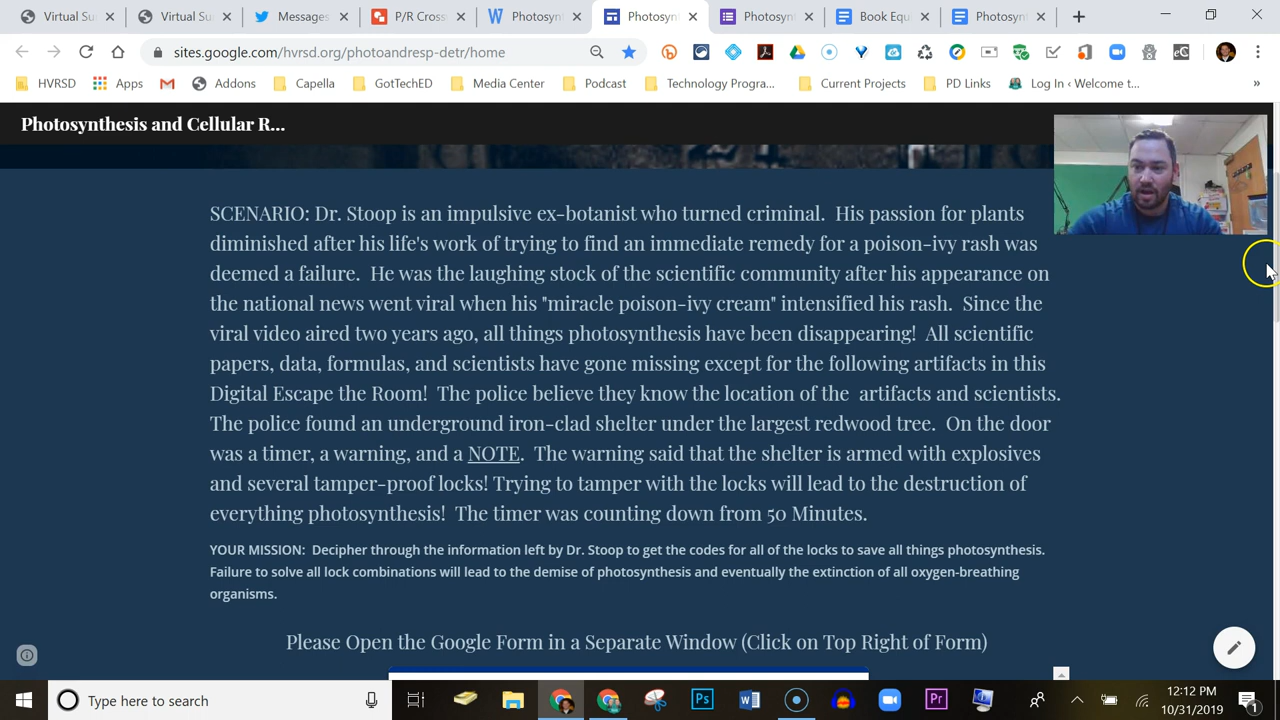 Virtual Su
Virtual Su
Messages
P/R Cross
Photosynt
Photosyn
Photosyn
Book Equ
Photosyn
sites.google.com/hvrsd.org/photoandresp-detr/home
HVRSD
Apps
Addons
Capella
GotTechED
Media Center
Podcast
Technology Progra...
Current Projects
PD Links
Log In ‹ Welcome t...
»
Photosynthesis and Cellular R...
SCENARIO: Dr. Stoop is an impulsive ex-botanist who turned criminal. His passion for plants
diminished after his life's work of trying to find an immediate remedy for a poison-ivy rash was
deemed a failure. He was the laughing stock of the scientific community after his appearance on
the national news went viral when his "miracle poison-ivy cream" intensified his rash. Since the
viral video aired two years ago, all things photosynthesis have been disappearing! All scientific
papers, data, formulas, and scientists have gone missing except for the following artifacts in this
Digital Escape the Room! The police believe they know the location of the artifacts and scientists.
The police found an underground iron-clad shelter under the largest redwood tree. On the door
was a timer, a warning, and a NOTE. The warning said that the shelter is armed with explosives
and several tamper-proof locks! Trying to tamper with the locks will lead to the destruction of
everything photosynthesis! The timer was counting down from 50 Minutes.
YOUR MISSION: Decipher through the information left by Dr. Stoop to get the codes for all of the locks to save all things photosynthesis.
Failure to solve all lock combinations will lead to the demise of photosynthesis and eventually the extinction of all oxygen-breathing
organisms.
Please Open the Google Form in a Separate Window (Click on Top Right of Form)
Type here to search
Ps
Pr
12:12 PM
10/31/2019
1